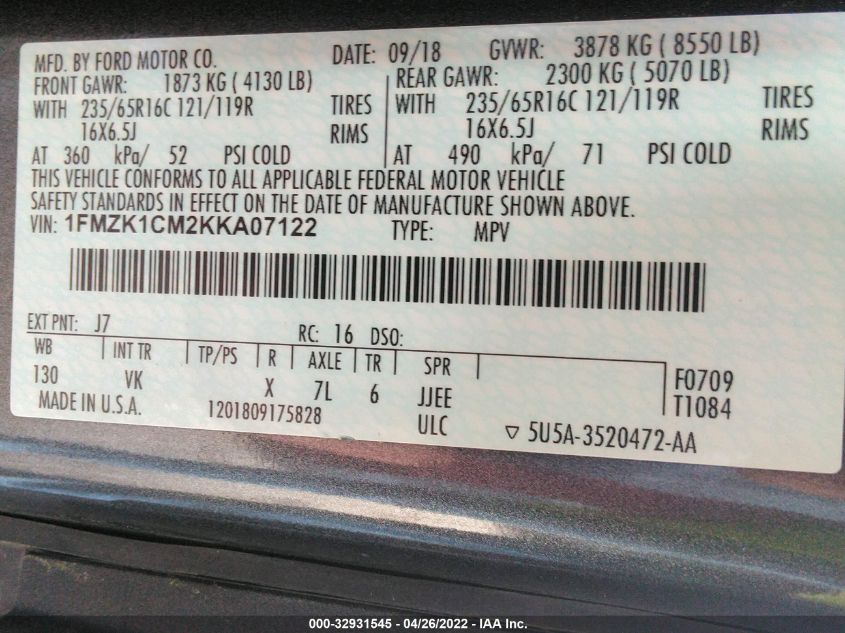 MFD. BY FORD MOTOR CO. DATE: 09/18 GVWR: 3878 KG ( 8550 LB)
FRONT GAWR: 1873 KG ( 4130 LB) REAR GAWR: 2300 KG ( 5070 LB)
WITH 235/65R16C 121/119R TIRES WITH 235/65R16C 121/119R TIRES
16X6.5J RIMS 16X6.5J RIMS
AT 360 kPa/ 52 PSI COLD AT 490 kPa/ 71 PSI COLD
THIS VEHICLE CONFORMS TO ALL APPLICABLE FEDERAL MOTOR VEHICLE
SAFETY STANDARDS IN EFFECT ON THE DATE OF MANUFACTURE SHOWN ABOVE.
VIN: 1FMZK1CM2KKA07122 TYPE: MPV
EXT PNT: J7 RC: 16 DSO:
WB INT TR TP/PS R AXLE TR SPR
130 VK X 7L 6 JJEE F0709
MADE IN U.S.A. 1201809175828 ULC ▽ 5U5A-3520472-AA T1084
000-32931545 - 04/26/2022 - IAA Inc.